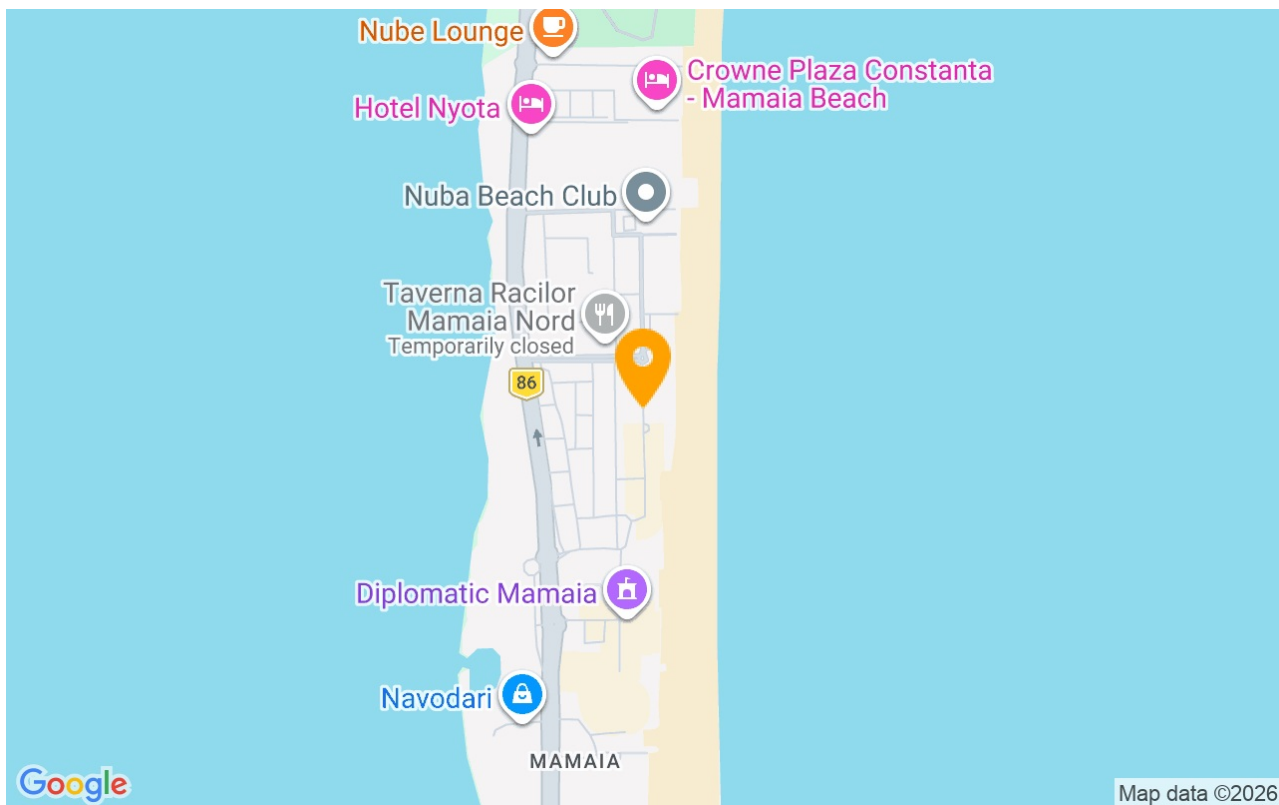 Nube Lounge
Crowne Plaza Constanta
- Mamaia Beach
Hotel Nyota
Nuba Beach Club
Taverna Racilor
Mamaia Nord
Temporarily closed
86
Diplomatic Mamaia
Navodari
MAMAIA
Google
Map data ©2026